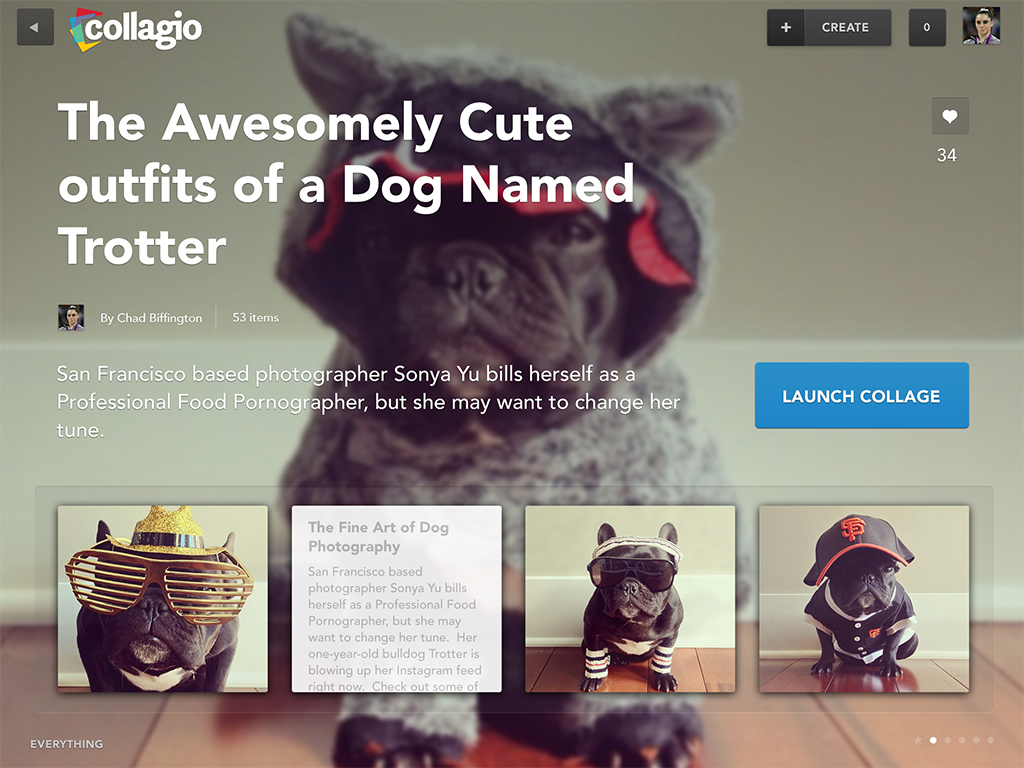 collagio
+ CREATE
0
The Awesomely Cute
outfits of a Dog Named
Trotter
34
By Chad Biffington
53 items
San Francisco based photographer Sonya Yu bills herself as a
Professional Food Pornographer, but she may want to change her
tune.
LAUNCH COLLAGE
The Fine Art of Dog
Photography
San Francisco based
photographer Sonya Yu bills
herself as a Professional Food
Pornographer, but she may
want to change her tune. Her
one-year-old bulldog Trotter is
blowing up her Instagram feed
right now. Check out some of
SF
EVERYTHING